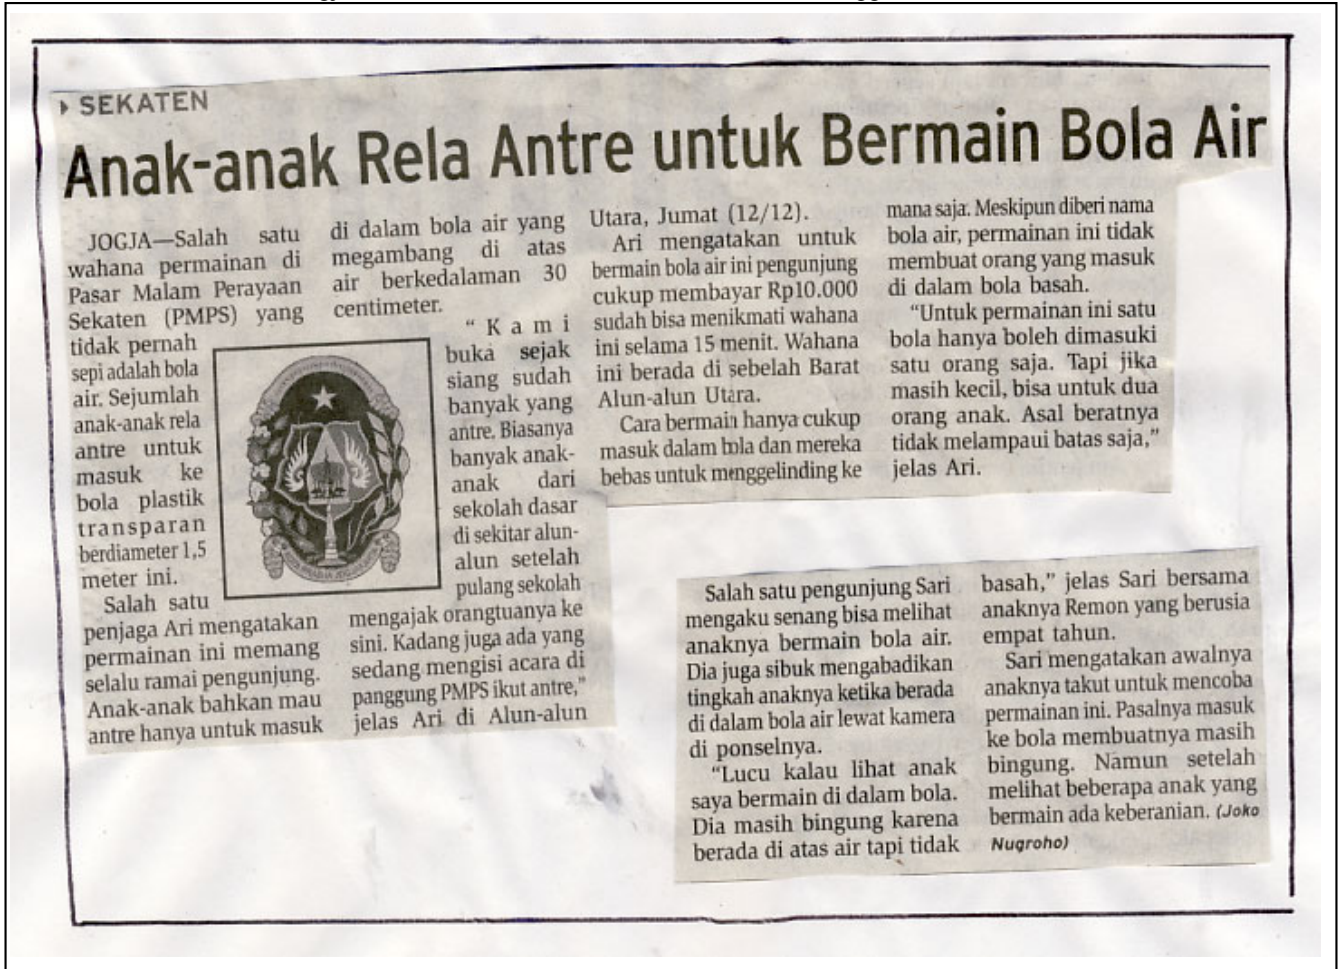 SEKATEN
Anak-anak Rela Antre untuk Bermain Bola Air
JOGJA—Salah satu
wahana permainan di
Pasar Malam Perayaan
Sekaten (PMPS) yang
tidak pernah
sepi adalah bola
air. Sejumlah
anak-anak rela
antre untuk
masuk ke
bola plastik
transparan
berdiameter 1,5
meter ini.
Salah satu
penjaga Ari mengatakan
permainan ini memang
selalu ramai pengunjung.
Anak-anak bahkan mau
antre hanya untuk masuk
di dalam bola air yang
megambang di atas
air berkedalaman 30
centimeter.
“Kami
buka sejak
siang sudah
banyak yang
antre. Biasanya
banyak anak-
anak dari
sekolah dasar
di sekitar alun-
alun setelah
pulang sekolah
mengajak orangtuanya ke
sini. Kadang juga ada yang
sedang mengisi acara di
panggung PMPS ikut antre,”
jelas Ari di Alun-alun
Utara, Jumat (12/12).
Ari mengatakan untuk
bermain bola air ini pengunjung
cukup membayar Rp10.000
sudah bisa menikmati wahana
ini selama 15 menit. Wahana
ini berada di sebelah Barat
Alun-alun Utara.
Cara bermain hanya cukup
masuk dalam bola dan mereka
bebas untuk menggelinding ke
mana saja. Meskipun diberi nama
bola air, permainan ini tidak
membuat orang yang masuk
di dalam bola basah.
“Untuk permainan ini satu
bola hanya boleh dimasuki
satu orang saja. Tapi jika
masih kecil, bisa untuk dua
orang anak. Asal beratnya
tidak melampaui batas saja,”
jelas Ari.
Salah satu pengunjung Sari
mengaku senang bisa melihat
anaknya bermain bola air.
Dia juga sibuk mengabadikan
tingkah anaknya ketika berada
di dalam bola air lewat kamera
di ponselnya.
“Lucu kalau lihat anak
saya bermain di dalam bola.
Dia masih bingung karena
berada di atas air tapi tidak
basah,” jelas Sari bersama
anaknya Remon yang berusia
empat tahun.
Sari mengatakan awalnya
anaknya takut untuk mencoba
permainan ini. Pasalnya masuk
ke bola membuatnya masih
bingung. Namun setelah
melihat beberapa anak yang
bermain ada keberanian. (Joko
Nugroho)